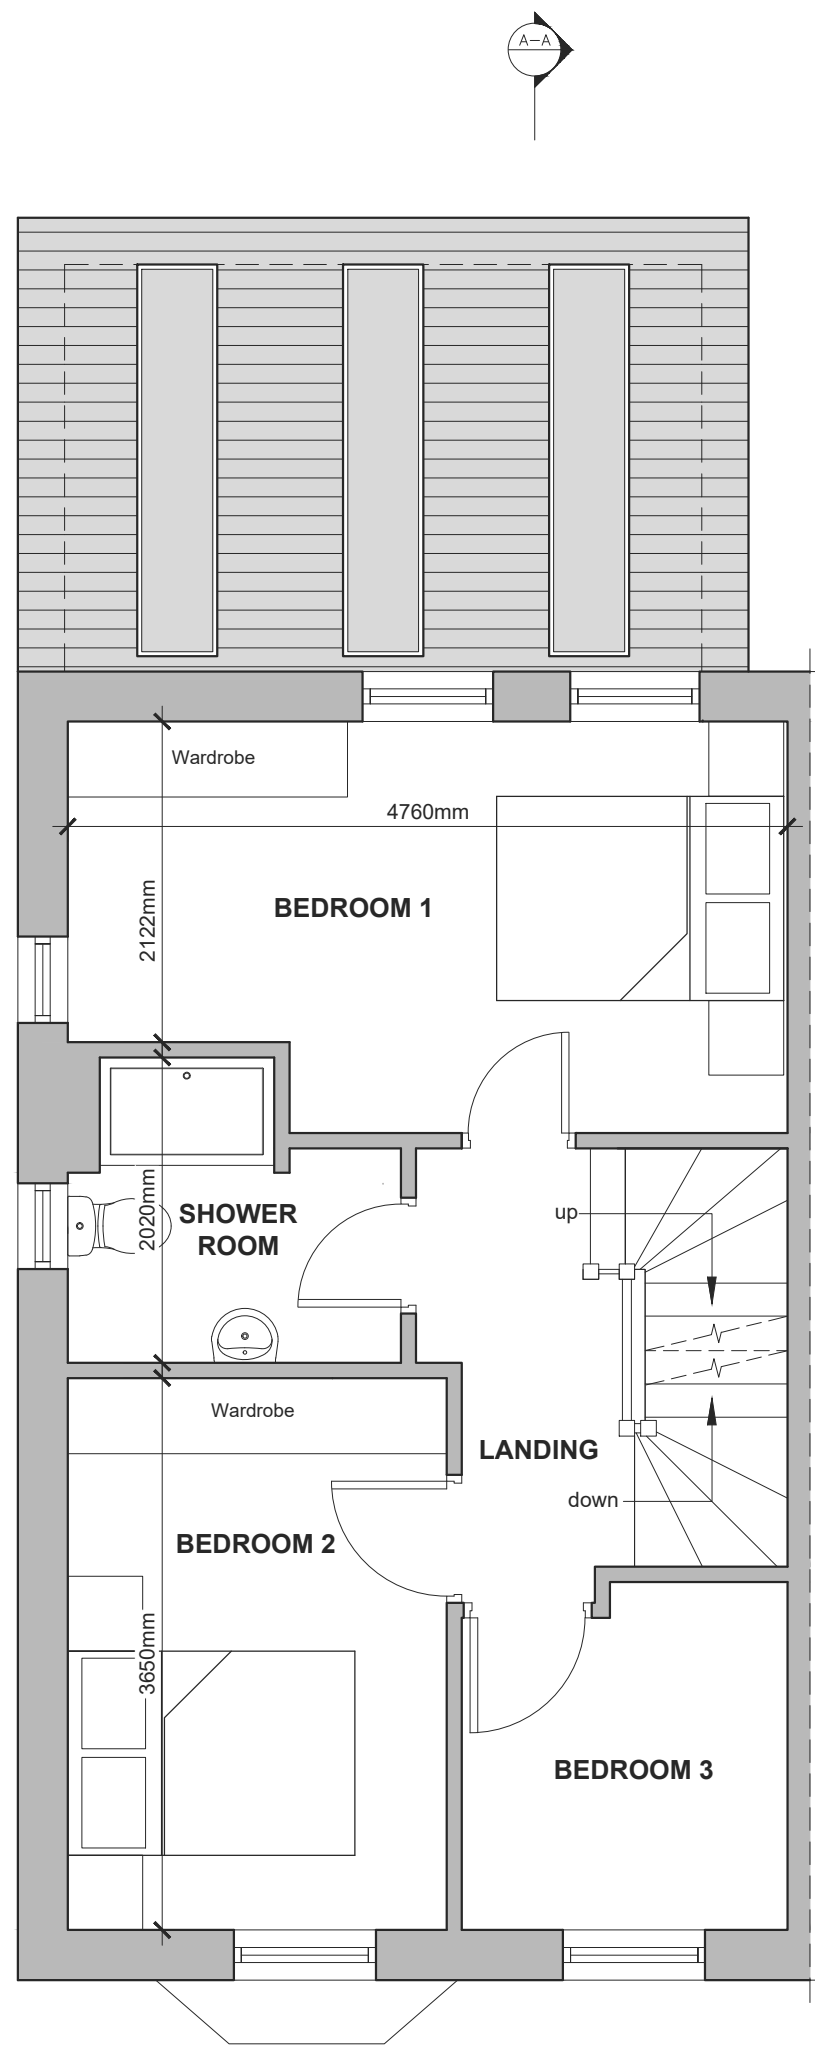 A-A
Wardrobe
4760mm
BEDROOM 1
2122mm
2020mm
SHOWER
ROOM
up
Wardrobe
LANDING
down
BEDROOM 2
3650mm
BEDROOM 3